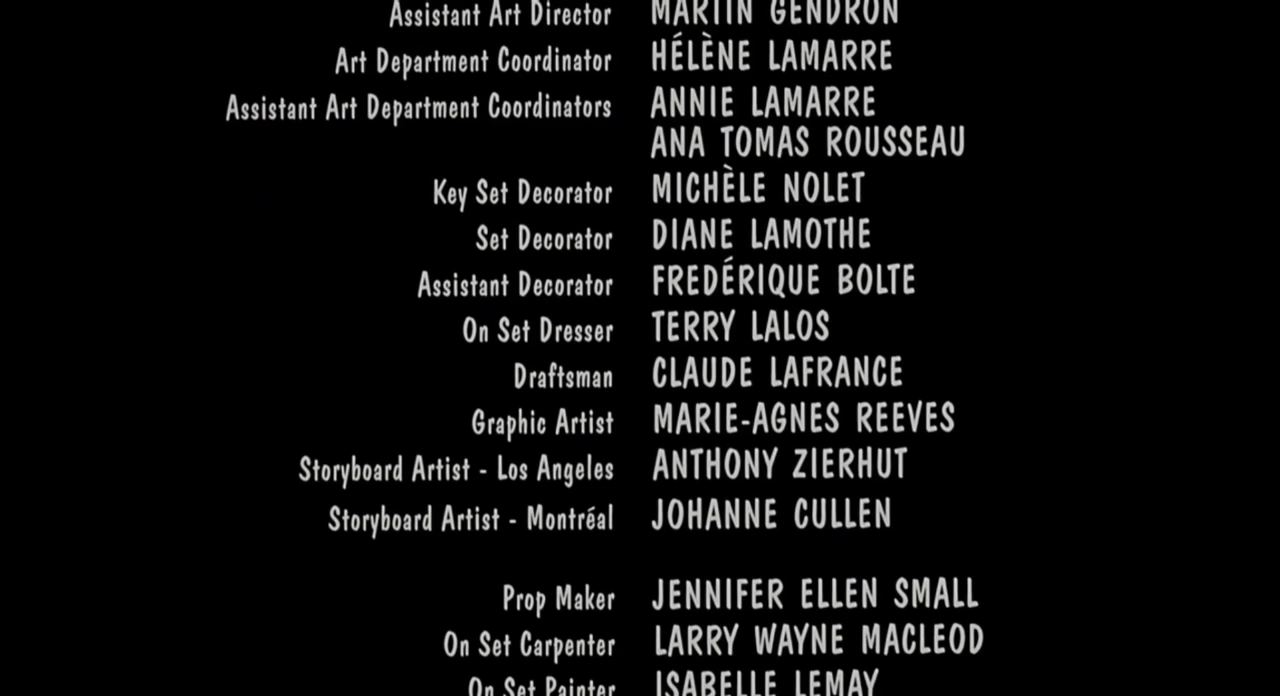 Assistant Art Director MARTIN GENDRON
Art Department Coordinator HÉLÈNE LAMARRE
Assistant Art Department Coordinators ANNIE LAMARRE
ANA TOMAS ROUSSEAU
Key Set Decorator MICHÈLE NOLET
Set Decorator DIANE LAMOTHE
Assistant Decorator FREDÉRIQUE BOLTE
On Set Dresser TERRY LALOS
Draftsman CLAUDE LAFRANCE
Graphic Artist MARIE-AGNES REEVES
Storyboard Artist - Los Angeles ANTHONY ZIERHUT
Storyboard Artist - Montréal JOHANNE CULLEN
Prop Maker JENNIFER ELLEN SMALL
On Set Carpenter LARRY WAYNE MACLEOD
On Set Painter ISABELLE LEMAY